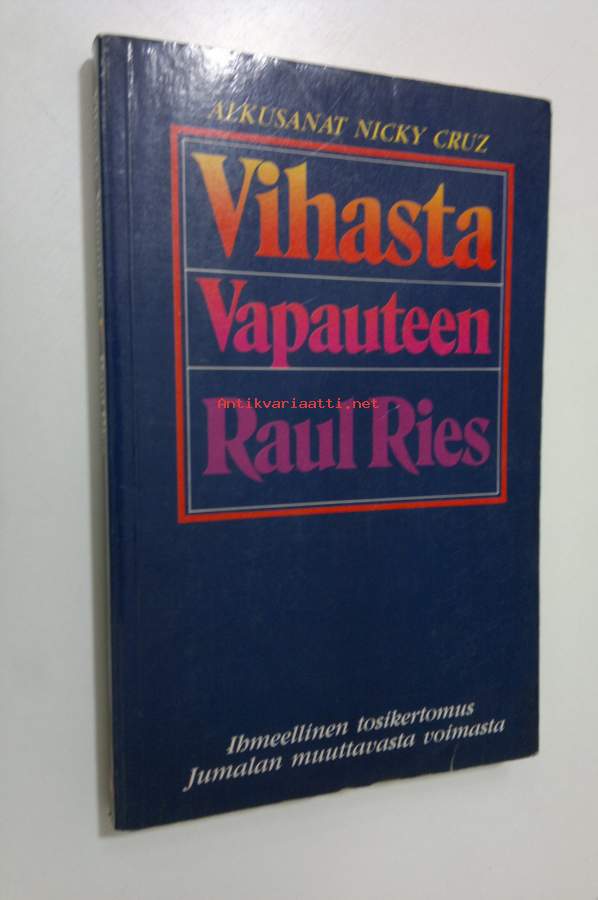 ALKUSANAT NICKY CRUZ
Vihasta
Vapauteen
Antikvariaatti.net
Raul Ries
Ihmeellinen tosikertomus
Jumalan muuttavasta voimasta